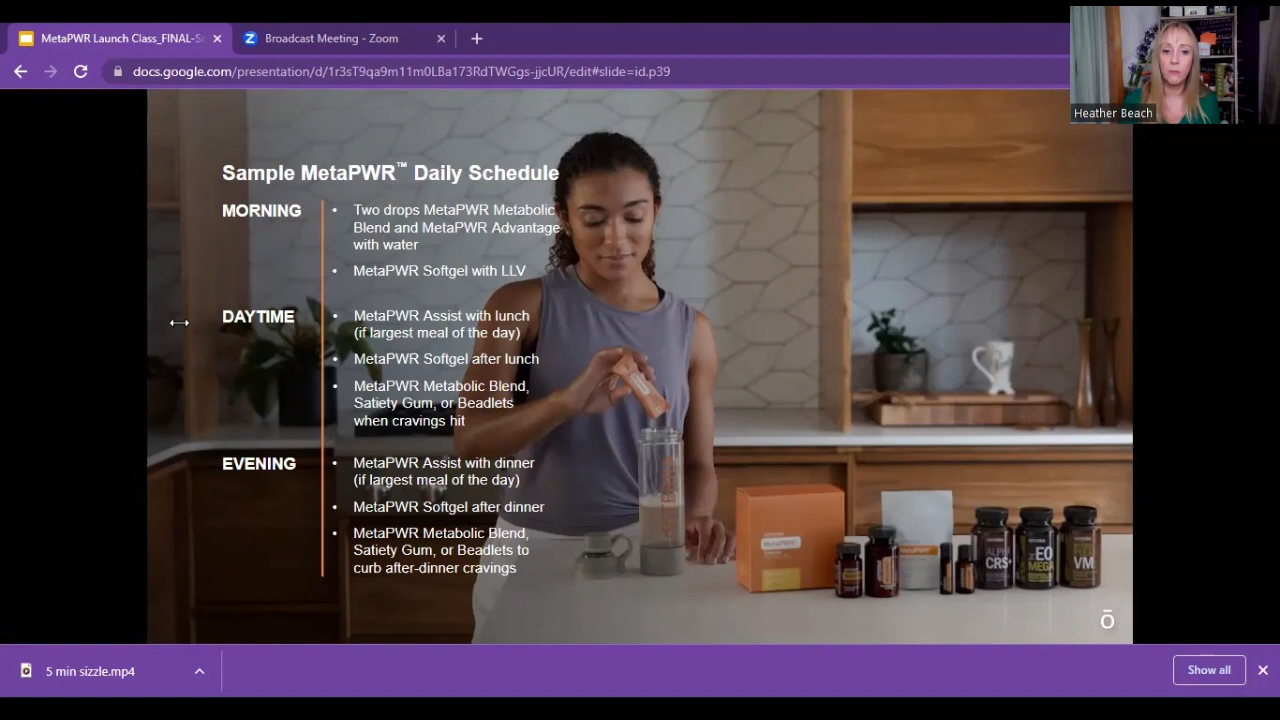 MetaPWR Launch Class_FINAL-S
Broadcast Meeting - Zoom
docs.google.com/presentation/d/1r3sT9qa9m11m0LBa173RdTWGgs-jjcUR/edit#slide=id.p39
Heather Beach
Sample MetaPWR™ Daily Schedule
MORNING
• Two drops MetaPWR Metabolic
Blend and MetaPWR Advantage
with water
• MetaPWR Softgel with LLV
DAYTIME
• MetaPWR Assist with lunch
(if largest meal of the day)
• MetaPWR Softgel after lunch
• MetaPWR Metabolic Blend,
Satiety Gum, or Beadlets
when cravings hit
EVENING
• MetaPWR Assist with dinner
(if largest meal of the day)
• MetaPWR Softgel after dinner
• MetaPWR Metabolic Blend,
Satiety Gum, or Beadlets to
curb after-dinner cravings
MetaPWR
MetaPWR
ALPHA
CRS+
EO
MEGA
VM
ō
5 min sizzle.mp4
Show all